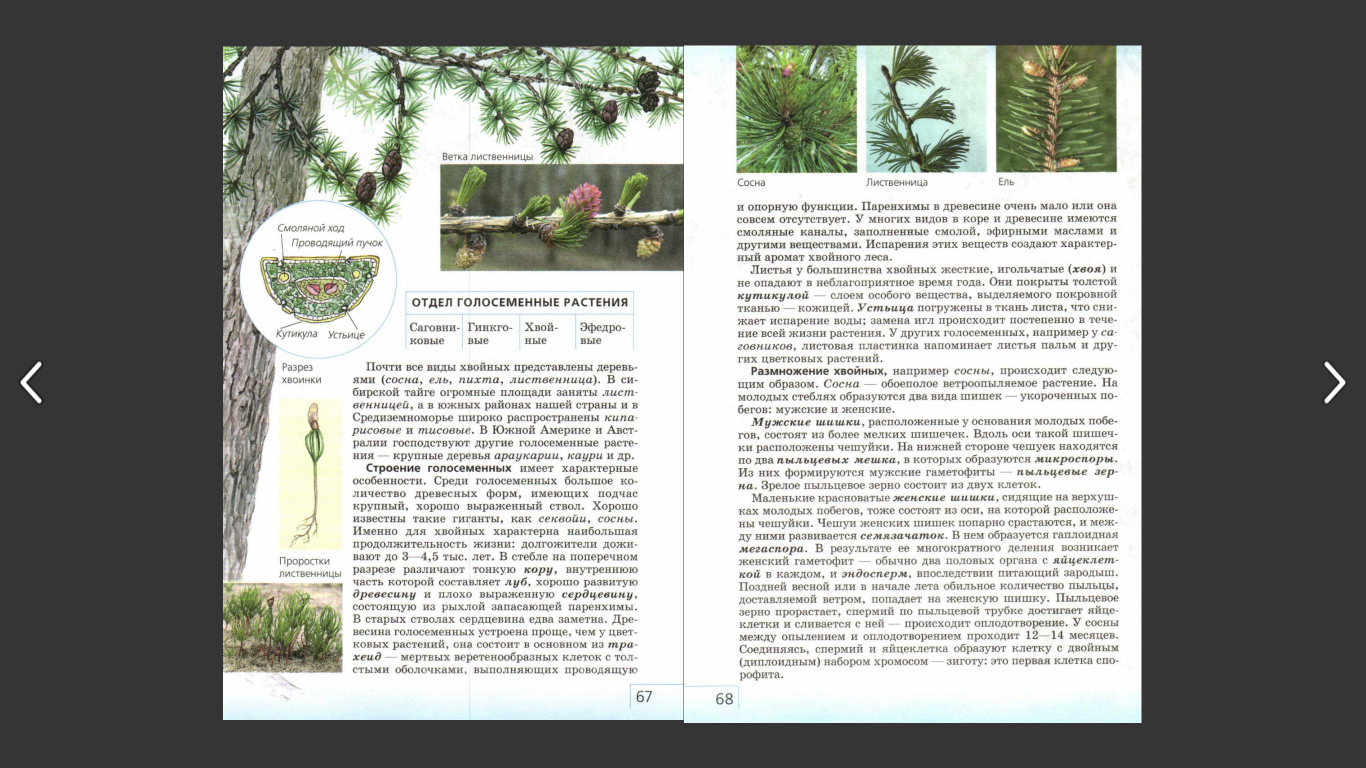 Ветка лиственницы
Смоляной ход
Проводящий пучок
Кутикула Устьице
Разрез
хвоинки
ОТДЕЛ ГОЛОСЕМЕННЫЕ РАСТЕНИЯ
Саговни-
ковые
Гинкго-
вые
Хвой-
ные
Эфедро-
вые
Почти все виды хвойных представлены деревь-
ями (сосна, ель, пихта, лиственница). В си-
бирской тайге огромные площади заняты лист-
венницей, а в южных районах нашей страны и в
Средиземноморье широко распространены кипа-
рисовые и тисовые. В Южной Америке и Авст-
ралии господствуют другие голосеменные расте-
ния — крупные деревья араукарии, каури и др.
Строение голосеменных имеет характерные
особенности. Среди голосеменных большое ко-
личество древесных форм, имеющих подчас
крупный, хорошо выраженный ствол. Хорошо
известны такие гиганты, как секвойи, сосны.
Именно для хвойных характерна наибольшая
продолжительность жизни: долгожители дожи-
вают до 3—4,5 тыс. лет. В стебле на поперечном
разрезе различают тонкую кору, внутреннюю
часть которой составляет луб, хорошо развитую
древесину и плохо выраженную сердцевину,
состоящую из рыхлой запасающей паренхимы.
В старых стволах сердцевина едва заметна. Дре-
весина голосеменных устроена проще, чем у цвет-
ковых растений, она состоит в основном из тра-
хеид — мертвых веретенообразных клеток с тол-
стыми оболочками, выполняющих проводящую
Проростки
лиственницы
67
Сосна
Лиственница
Ель
и опорную функции. Паренхимы в древесине очень мало или она
совсем отсутствует. У многих видов в коре и древесине имеются
смоляные каналы, заполненные смолой, эфирными маслами и
другими веществами. Испарения этих веществ создают характер-
ный аромат хвойного леса.
Листья у большинства хвойных жесткие, игольчатые (хвоя) и
не опадают в неблагоприятное время года. Они покрыты толстой
кутикулой — слоем особого вещества, выделяемого покровной
тканью — кожицей. Устьица погружены в ткань листа, что сни-
жает испарение воды; замена игл происходит постепенно в тече-
ние всей жизни растения. У других голосеменных, например у са-
говников, листовая пластинка напоминает листья пальм и дру-
гих цветковых растений.
Размножение хвойных, например сосны, происходит следую-
щим образом. Сосна — обоеполое ветроопыляемое растение. На
молодых стеблях образуются два вида шишек — укороченных по-
бегов: мужские и женские.
Мужские шишки, расположенные у основания молодых побе-
гов, состоят из более мелких шишечек. Вдоль оси такой шишеч-
ки расположены чешуйки. На нижней стороне чешуек находятся
по два пыльцевых мешка, в которых образуются микроспоры.
Из них формируются мужские гаметофиты — пыльцевые зер-
на. Зрелое пыльцевое зерно состоит из двух клеток.
Маленькие красноватые женские шишки, сидящие на верхуш-
ках молодых побегов, тоже состоят из оси, на которой расположе-
ны чешуйки. Чешуи женских шишек попарно срастаются, и меж-
ду ними развивается семязачаток. В нем образуется гаплоидная
мегаспора. В результате ее многократного деления возникает
женский гаметофит — обычно два половых органа с яйцеклет-
кой в каждом, и эндосперм, впоследствии питающий зародыш.
Поздней весной или в начале лета обильное количество пыльцы,
доставляемой ветром, попадает на женскую шишку. Пыльцевое
зерно прорастает, спермий по пыльцевой трубке достигает яйце-
клетки и сливается с ней — происходит оплодотворение. У сосны
между опылением и оплодотворением проходит 12—14 месяцев.
Соединяясь, спермий и яйцеклетка образуют клетку с двойным
(диплоидным) набором хромосом — зиготу: это первая клетка спо-
рофита.
68